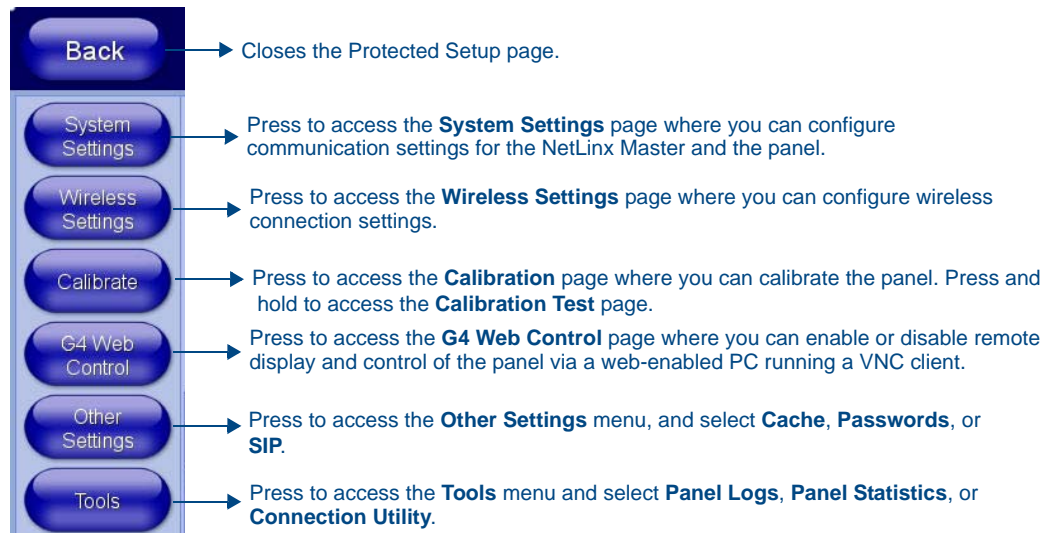 Back
Closes the Protected Setup page.
System
Settings
Press to access the System Settings page where you can configure
communication settings for the NetLinx Master and the panel.
Wireless
Settings
Press to access the Wireless Settings page where you can configure wireless
connection settings.
Calibrate
Press to access the Calibration page where you can calibrate the panel. Press and
hold to access the Calibration Test page.
G4 Web
Control
Press to access the G4 Web Control page where you can enable or disable remote
display and control of the panel via a web-enabled PC running a VNC client.
Other
Settings
Press to access the Other Settings menu, and select Cache, Passwords, or
SIP.
Tools
Press to access the Tools menu and select Panel Logs, Panel Statistics, or
Connection Utility.